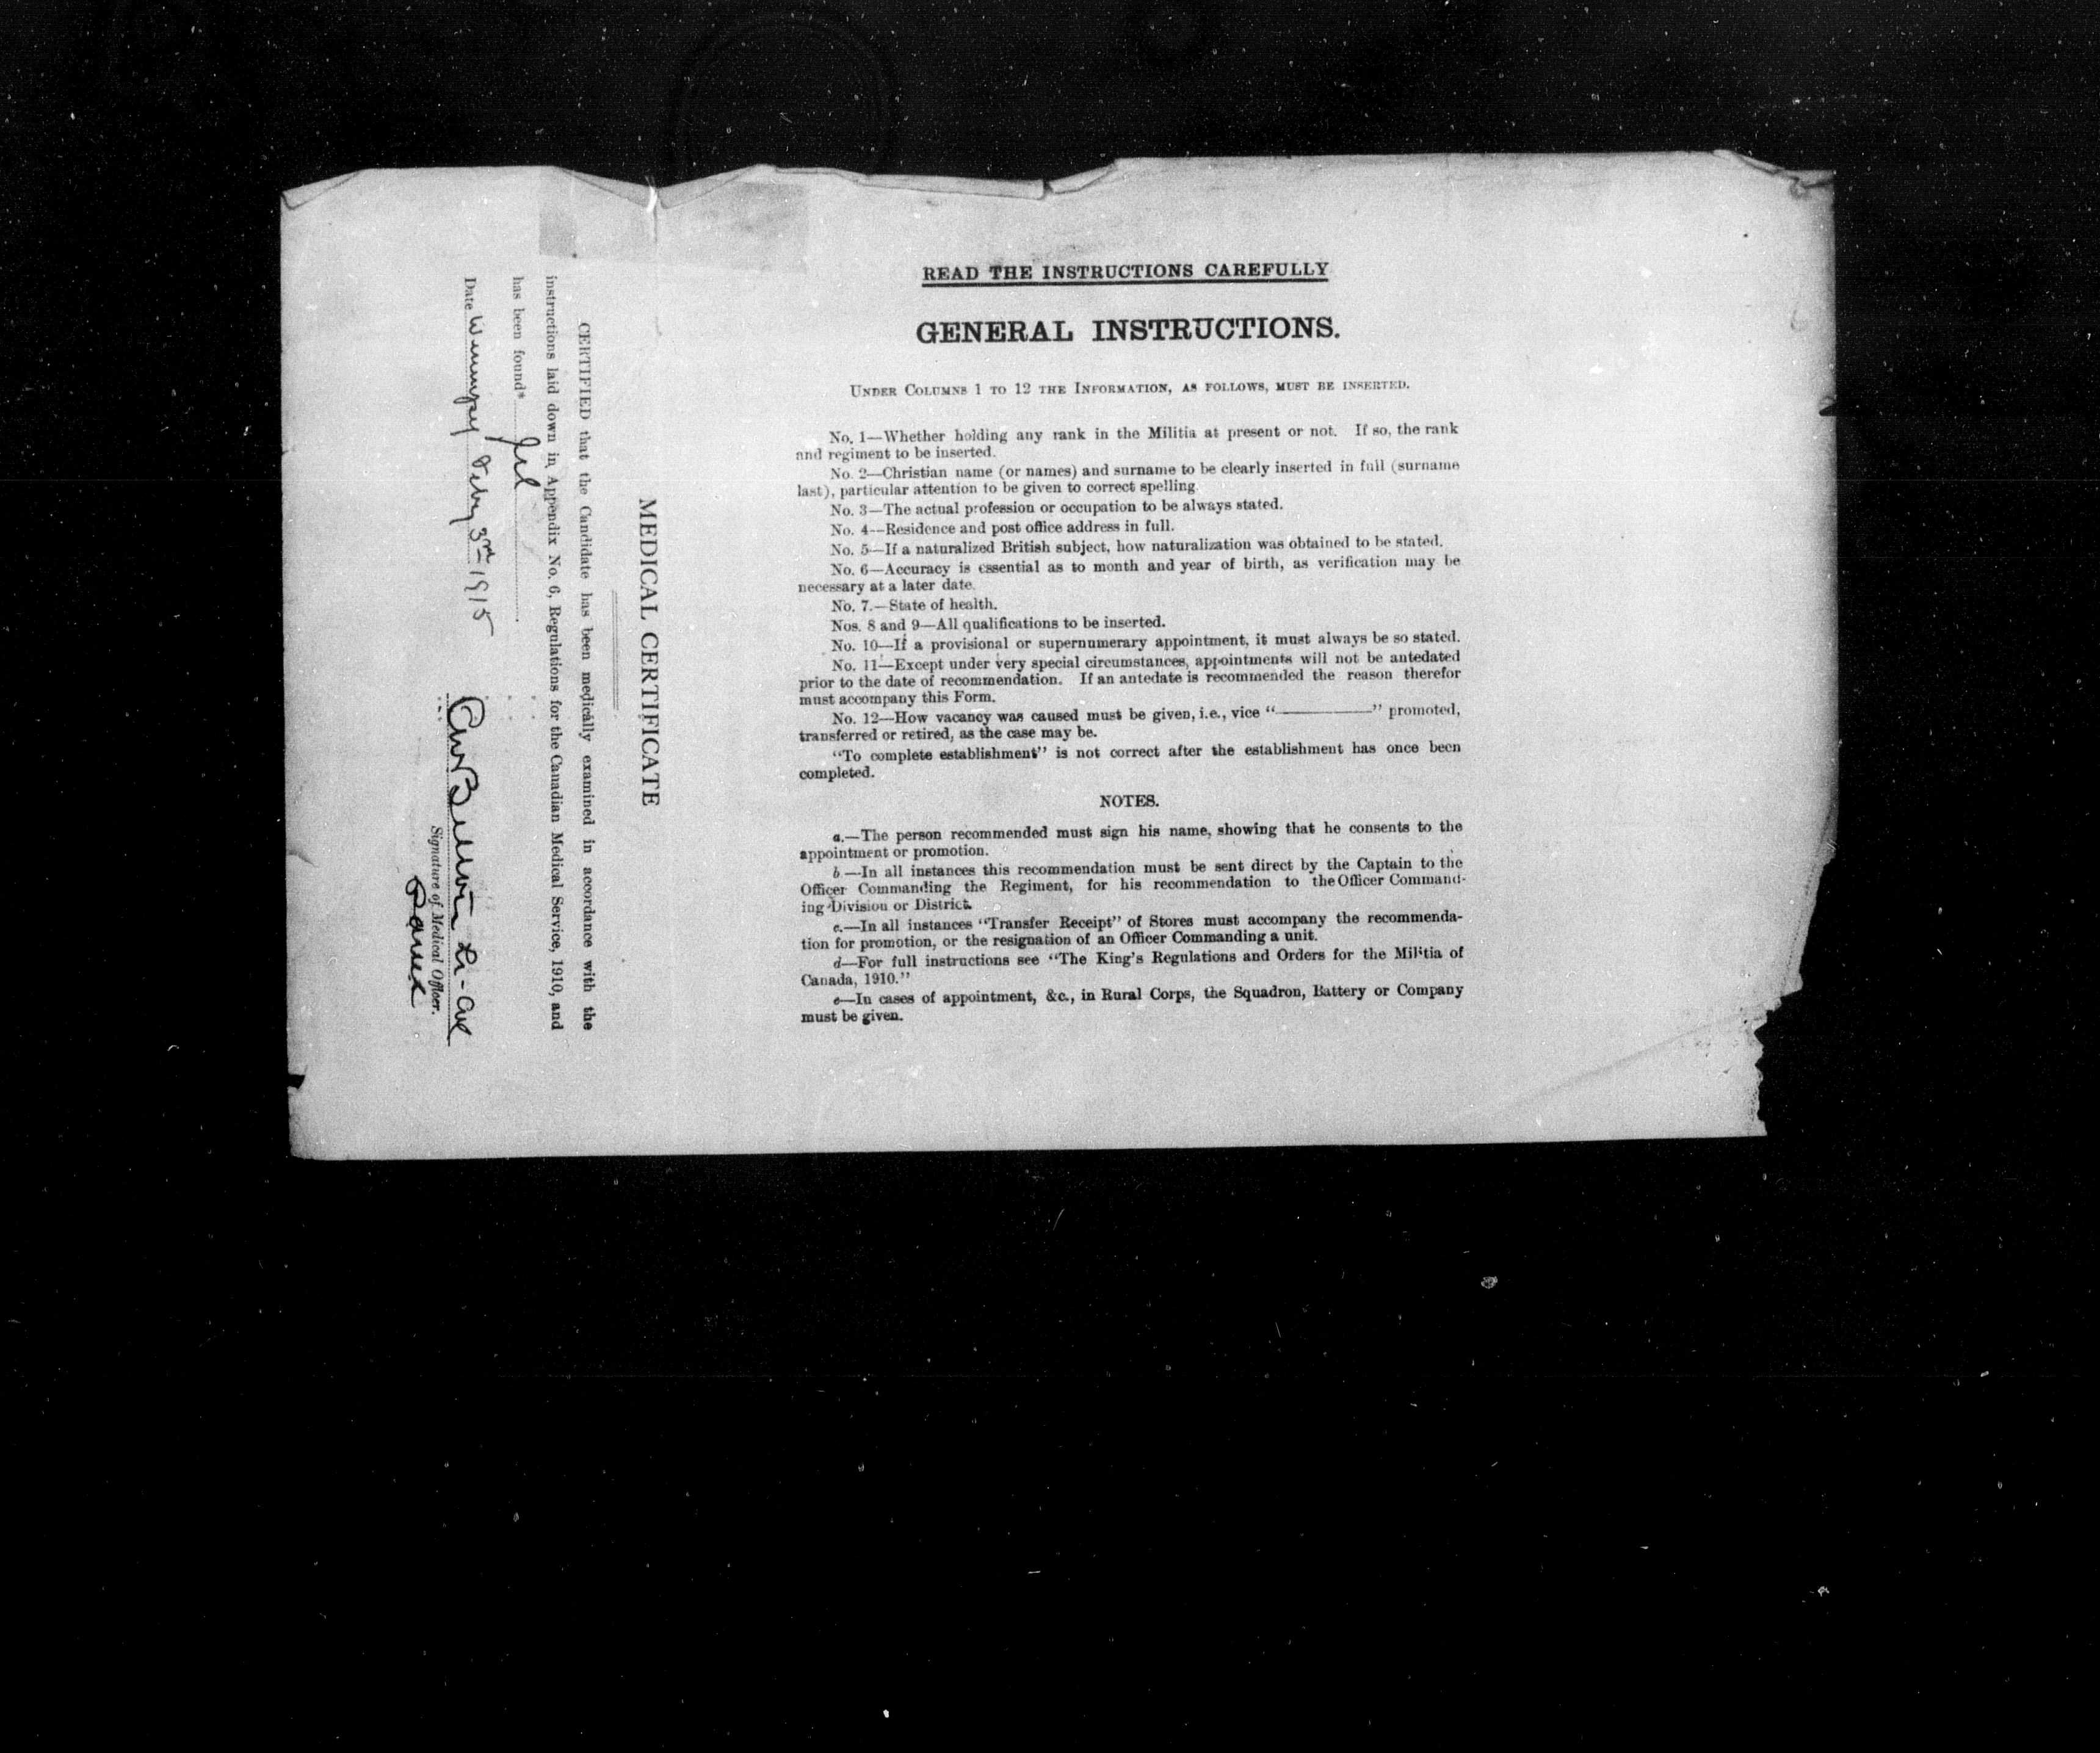 READ THE INSTRUCTIONS CAREFULLY
GENERAL INSTRUCTIONS.
UNDER COLUMNS 1 TO 12 THE INFORMATION, AS FOLLOWS, MUST BE INSERTED.
No. 1—Whether holding any rank in the Militia at present or not. If so, the rank
and regiment to be inserted.
No. 2—Christian name (or names) and surname to be clearly inserted in full (surname
last), particular attention to be given to correct spelling
No. 3—The actual profession or occupation to be always stated.
No. 4—Residence and post office address in full.
No. 5—If a naturalized British subject, how naturalization was obtained to be stated.
No. 6—Accuracy is essential as to month and year of birth, as verification may be
necessary at a later date.
No. 7.—State of health.
Nos. 8 and 9—All qualifications to be inserted.
No. 10—If a provisional or supernumerary appointment, it must always be so stated.
No. 11—Except under very special circumstances, appointments will not be antedated
prior to the date of recommendation. If an antedate is recommended the reason therefor
must accompany this Form.
No. 12—How vacancy was caused must be given, i.e., vice "————" promoted,
transferred or retired, as the case may be.
"To complete establishment" is not correct after the establishment has once been
completed.
NOTES.
a.—The person recommended must sign his name, showing that he consents to the
appointment or promotion.
b.—In all instances this recommendation must be sent direct by the Captain to the
Officer Commanding the Regiment, for his recommendation to the Officer Command-
ing Division or District.
c.—In all instances "Transfer Receipt" of Stores must accompany the recommenda-
tion for promotion, or the resignation of an Officer Commanding a unit.
d—For full instructions see "The King's Regulations and Orders for the Militia of
Canada, 1910."
e—In cases of appointment, &c., in Rural Corps, the Squadron, Battery or Company
must be given.
MEDICAL CERTIFICATE
CERTIFIED that the Candidate has been medically examined in accordance with the
instructions laid down in Appendix No. 6, Regulations for the Canadian Medical Service, 1910, and
has been found*
Date Winnipeg Feby 3rd 1915
Lt-Col
Signature of Medical Officer.